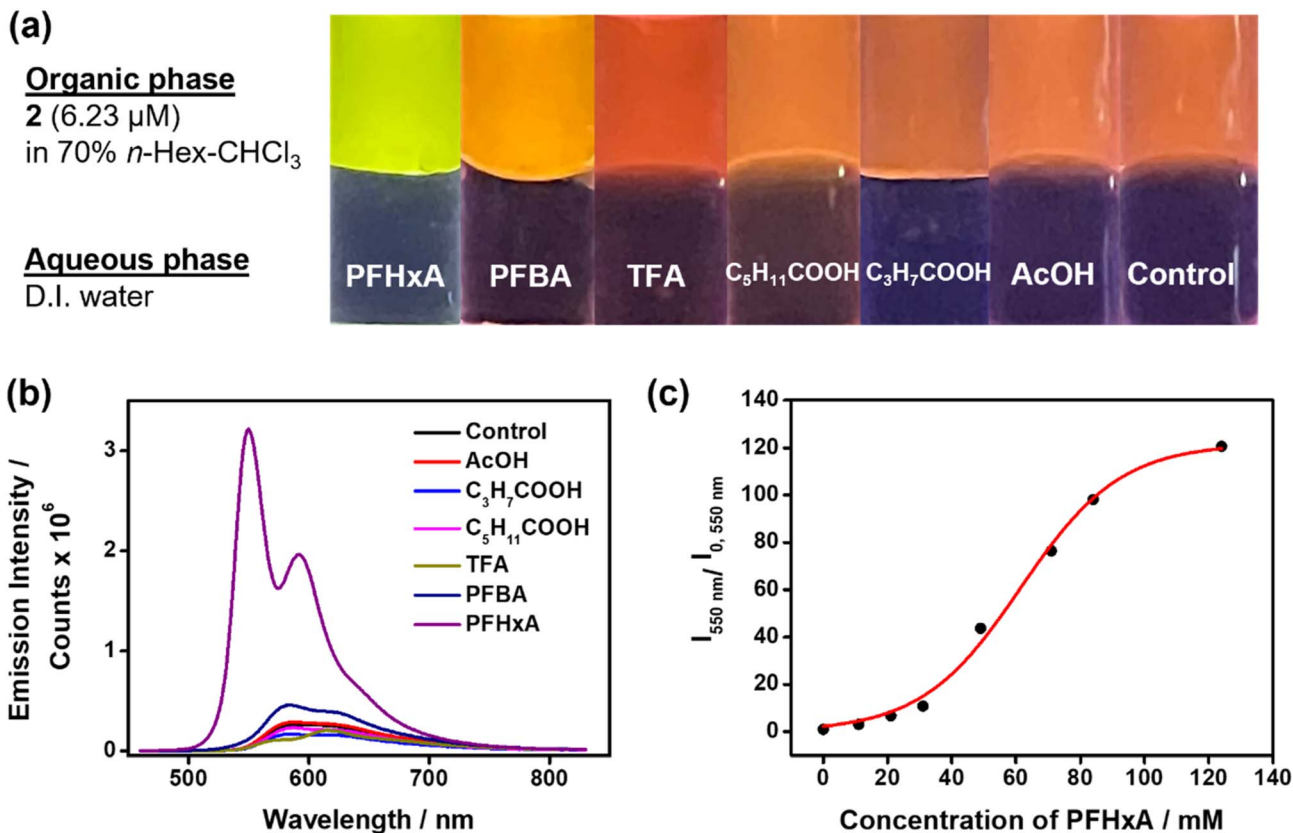 (a)
Organic phase
2 (6.23 µM)
in 70% n-Hex-CHCl₃
Aqueous phase
D.I. water
PFHxA PFBA TFA C₅H₁₁COOH C₃H₇COOH AcOH Control
(b)
Emission Intensity /
Counts x 10⁶
3
2
1
0
500 600 700 800
Wavelength / nm
Control
AcOH
C₃H₇COOH
C₅H₁₁COOH
TFA
PFBA
PFHxA
(c)
I₅₅₀ ₙₘ/ I₀, ₅₅₀ ₙₘ
140
120
100
80
60
40
20
0
0 20 40 60 80 100 120 140
Concentration of PFHxA / mM